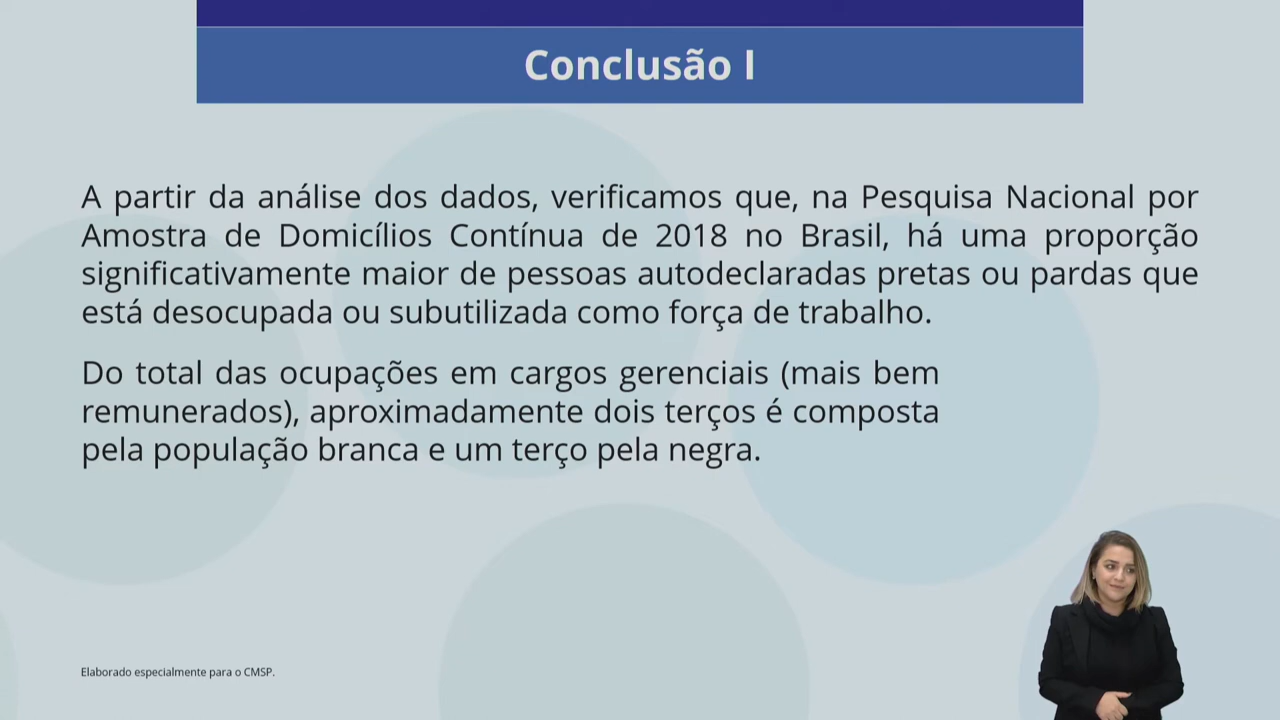 Conclusão I
A partir da análise dos dados, verificamos que, na Pesquisa Nacional por
Amostra de Domicílios Contínua de 2018 no Brasil, há uma proporção
significativamente maior de pessoas autodeclaradas pretas ou pardas que
está desocupada ou subutilizada como força de trabalho.
Do total das ocupações em cargos gerenciais (mais bem
remunerados), aproximadamente dois terços é composta
pela população branca e um terço pela negra.
Elaborado especialmente para o CMSP.